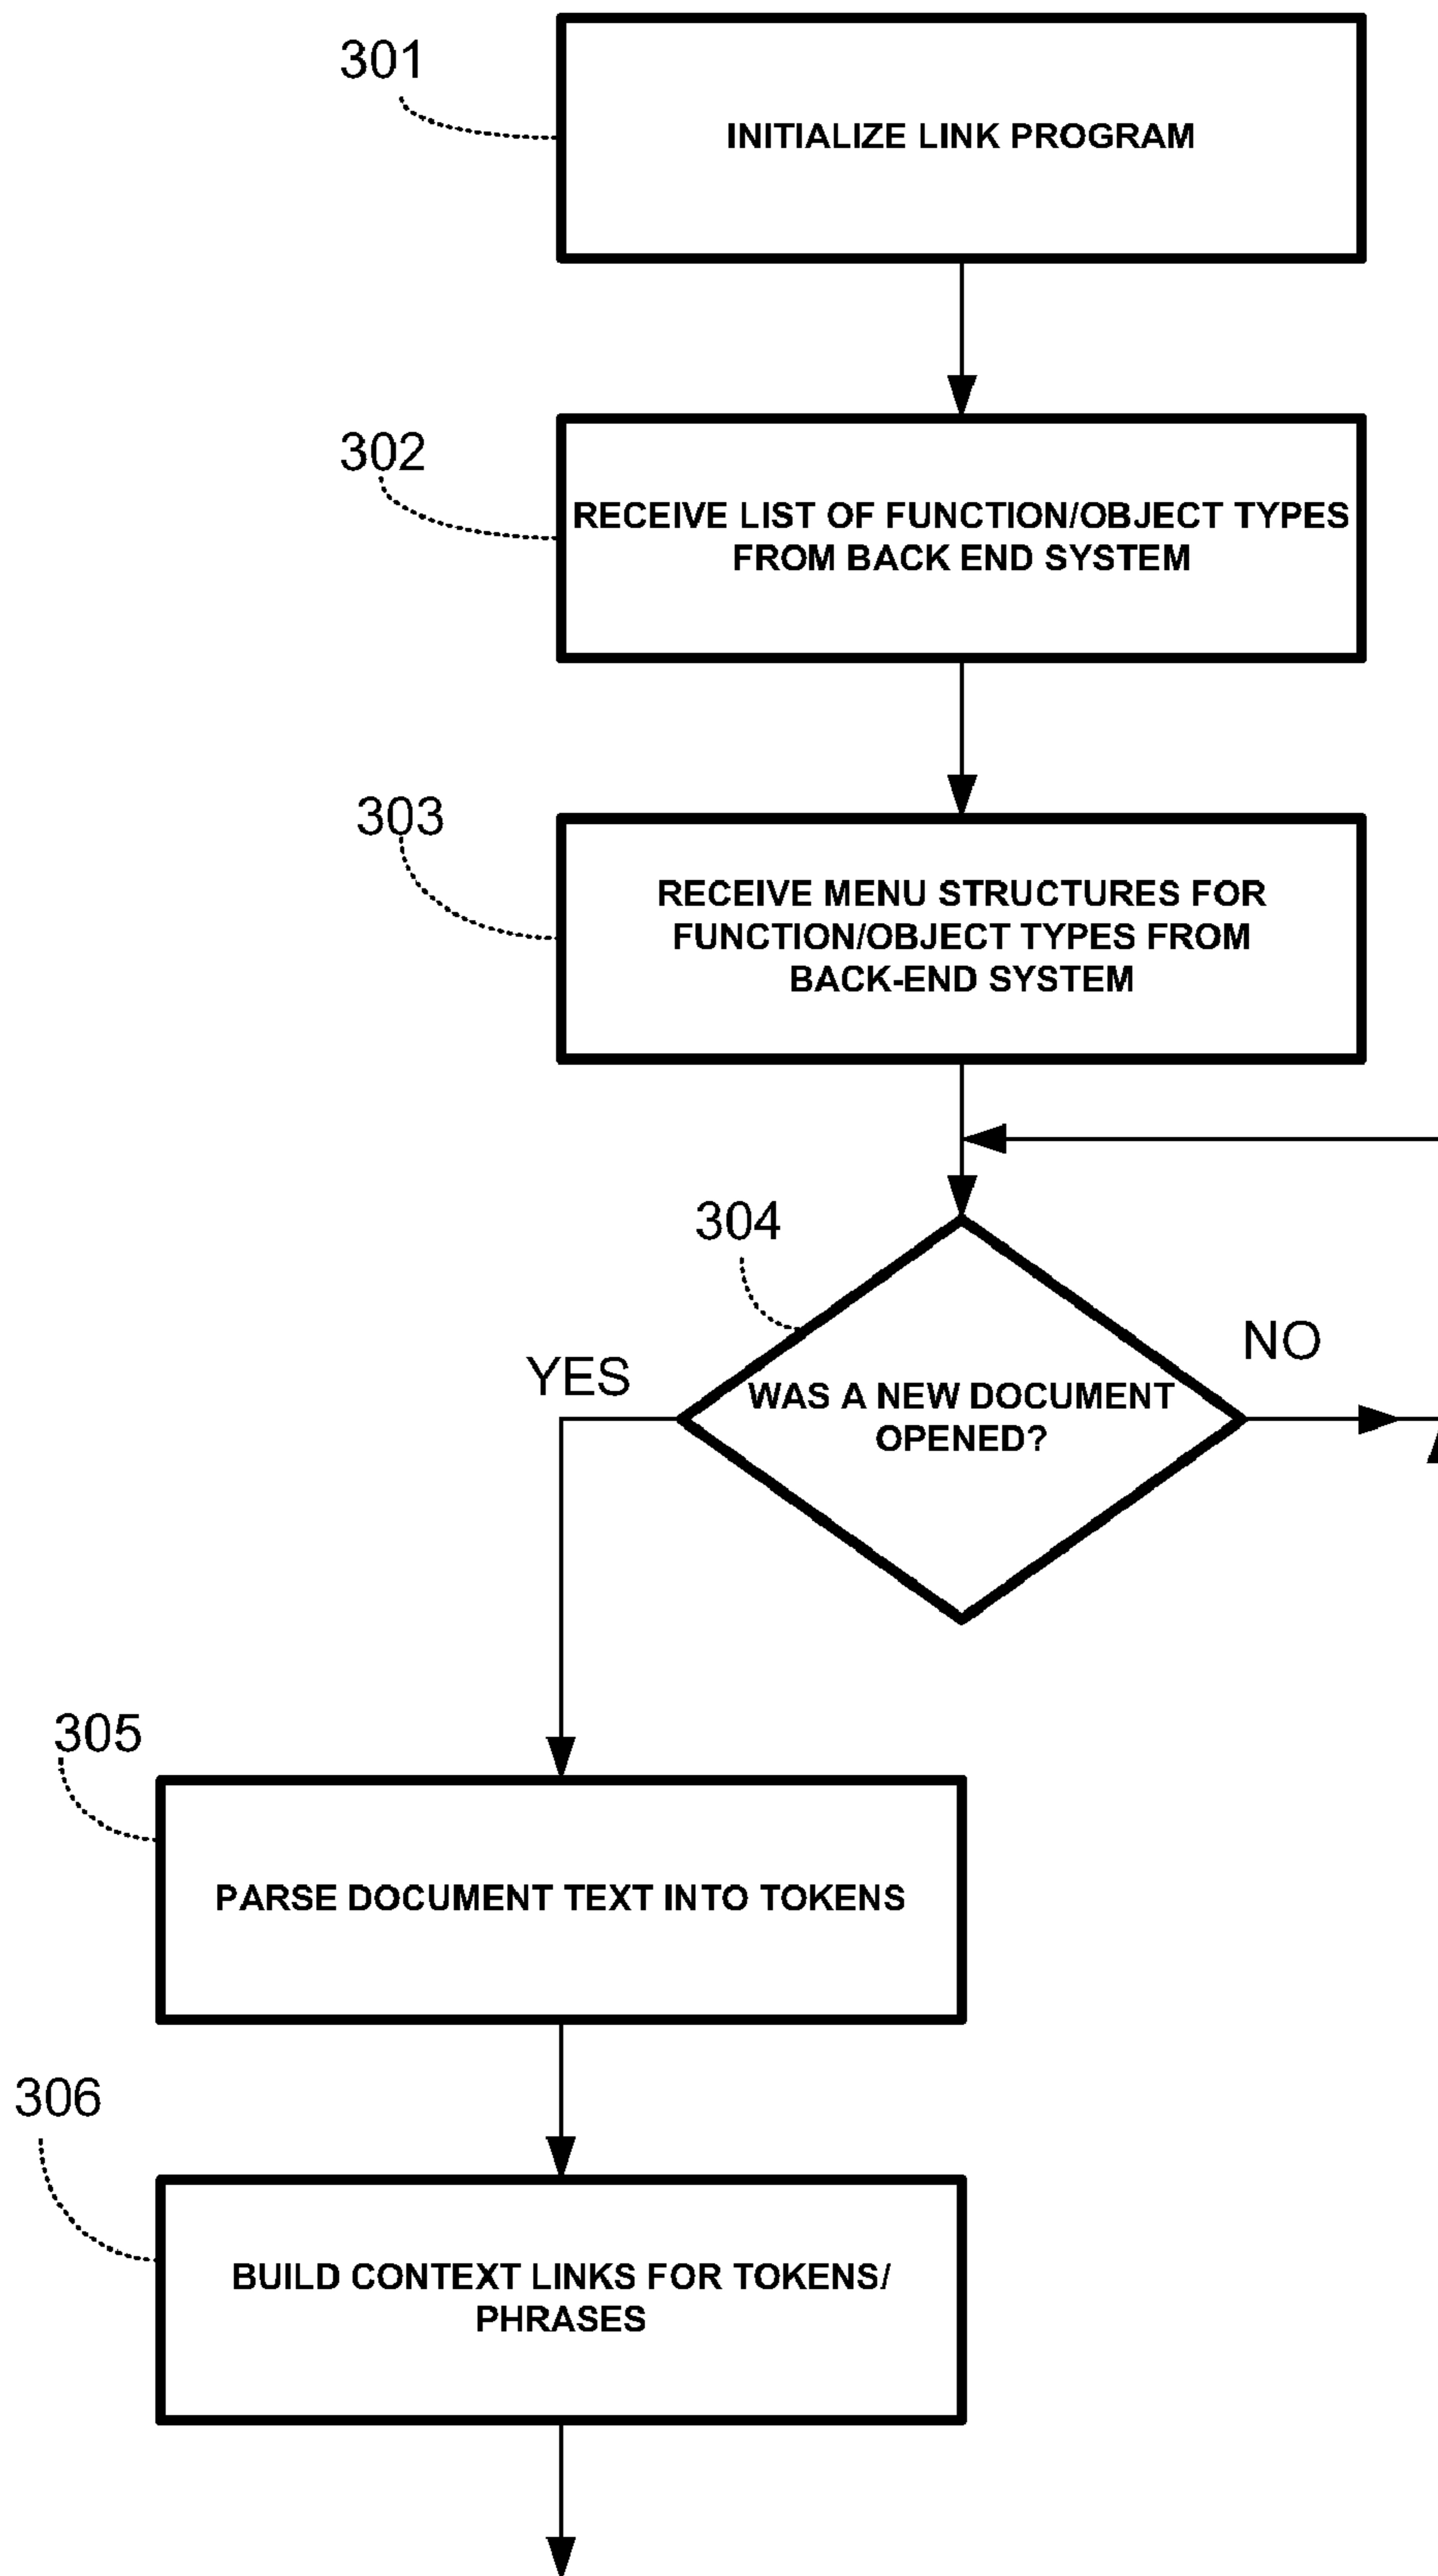 301
INITIALIZE LINK PROGRAM
302
RECEIVE LIST OF FUNCTION/OBJECT TYPES
FROM BACK END SYSTEM
303
RECEIVE MENU STRUCTURES FOR
FUNCTION/OBJECT TYPES FROM
BACK-END SYSTEM
304
YES
NO
WAS A NEW DOCUMENT
OPENED?
305
PARSE DOCUMENT TEXT INTO TOKENS
306
BUILD CONTEXT LINKS FOR TOKENS/
PHRASES